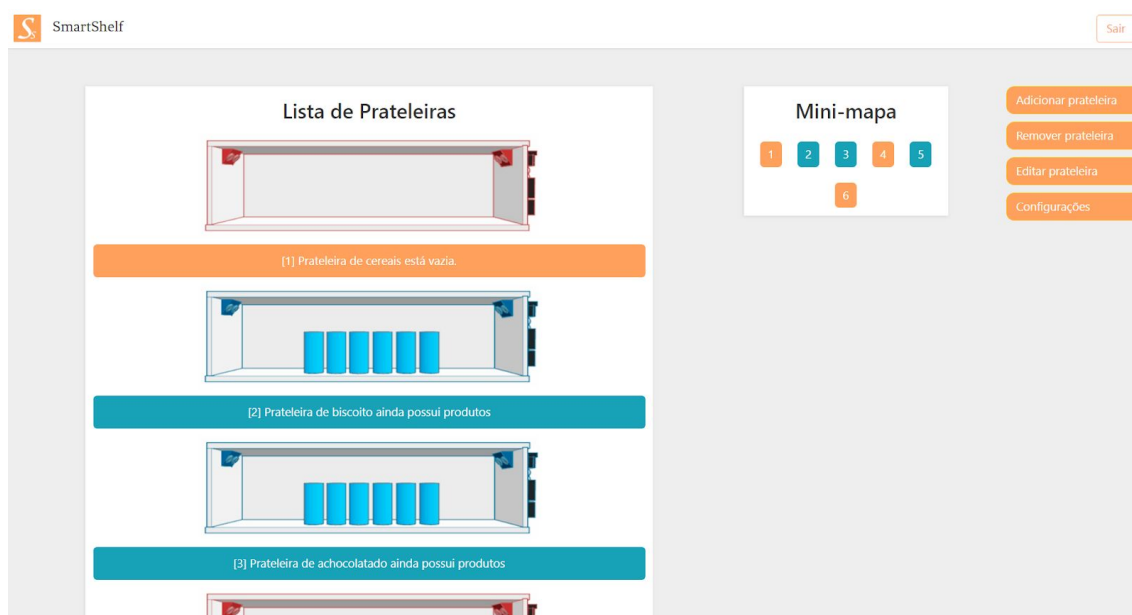 SmartShelf
Sair
Lista de Prateleiras
[1] Prateleira de cereais está vazia.
[2] Prateleira de biscoito ainda possui produtos
[3] Prateleira de achocolatado ainda possui produtos
Mini-mapa
1 2 3 4 5
6
Adicionar prateleira
Remover prateleira
Editar prateleira
Configurações